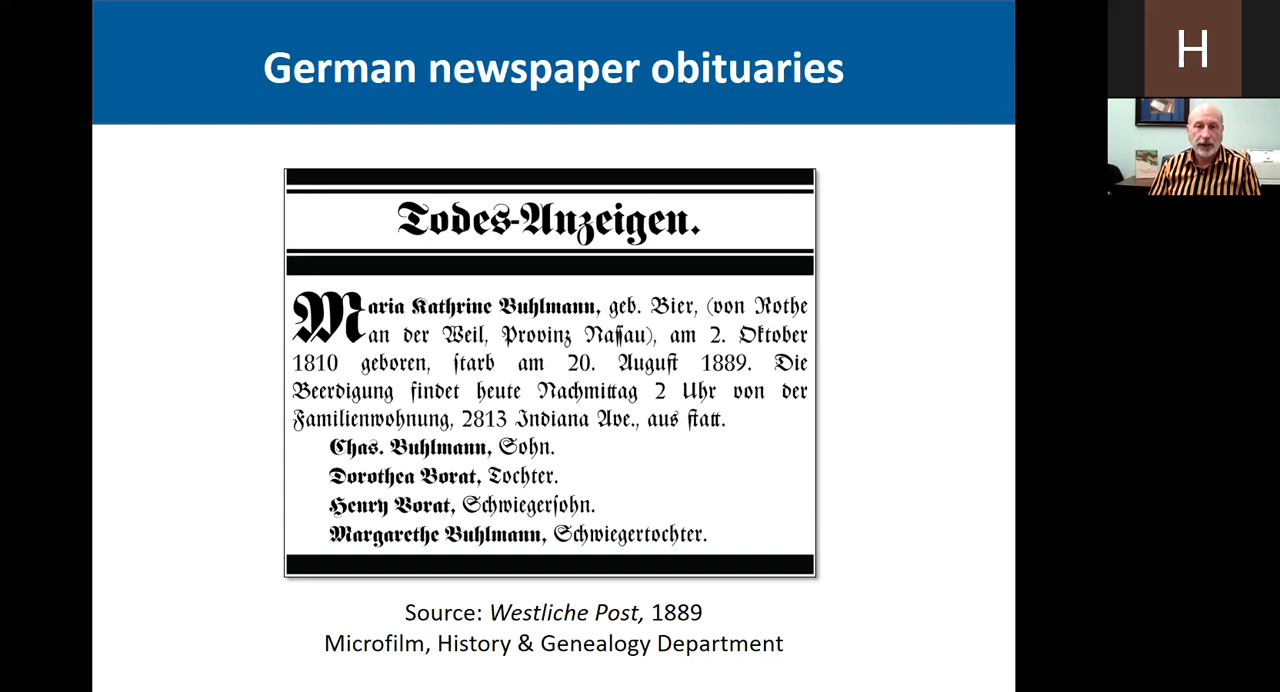 German newspaper obituaries
H
Todes-Anzeigen.
Maria Kathrine Buhlmann, geb. Bier, (von Rothe
an der Weil, Provinz Naſſau), am 2. Oktober
1810 geboren, ſtarb am 20. Auguſt 1889. Die
Beerdigung findet heute Nachmittag 2 Uhr von der
Familienwohnung, 2813 Indiana Ave., aus ſtatt.
Chas. Buhlmann, Sohn.
Dorothea Borat, Tochter.
Henry Borat, Schwiegerſohn.
Margarethe Buhlmann, Schwiegertochter.
Source: Westliche Post, 1889
Microfilm, History & Genealogy Department